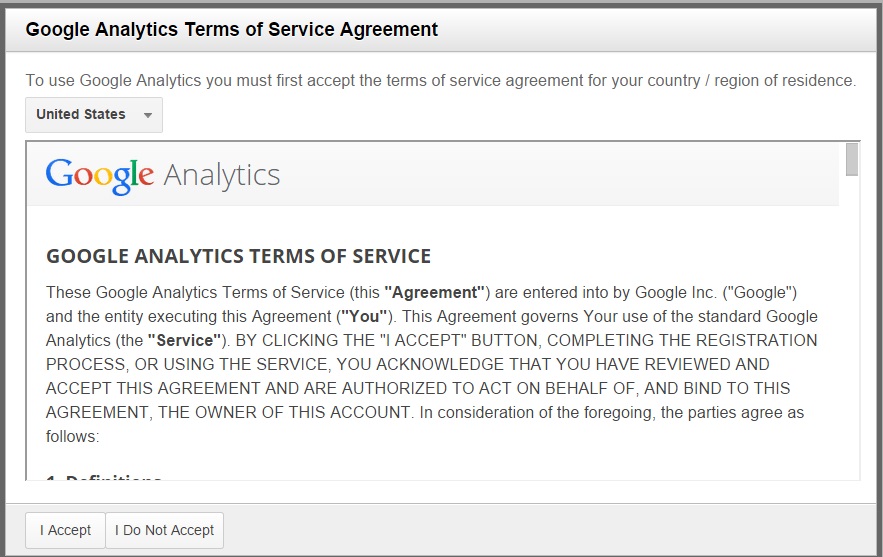 Google Analytics Terms of Service Agreement
To use Google Analytics you must first accept the terms of service agreement for your country / region of residence.
United States
Google Analytics
GOOGLE ANALYTICS TERMS OF SERVICE
These Google Analytics Terms of Service (this "Agreement") are entered into by Google Inc. ("Google")
and the entity executing this Agreement ("You"). This Agreement governs Your use of the standard Google
Analytics (the "Service"). BY CLICKING THE "I ACCEPT" BUTTON, COMPLETING THE REGISTRATION
PROCESS, OR USING THE SERVICE, YOU ACKNOWLEDGE THAT YOU HAVE REVIEWED AND
ACCEPT THIS AGREEMENT AND ARE AUTHORIZED TO ACT ON BEHALF OF, AND BIND TO THIS
AGREEMENT, THE OWNER OF THIS ACCOUNT. In consideration of the foregoing, the parties agree as
follows:
1. Definitions
I Accept
I Do Not Accept